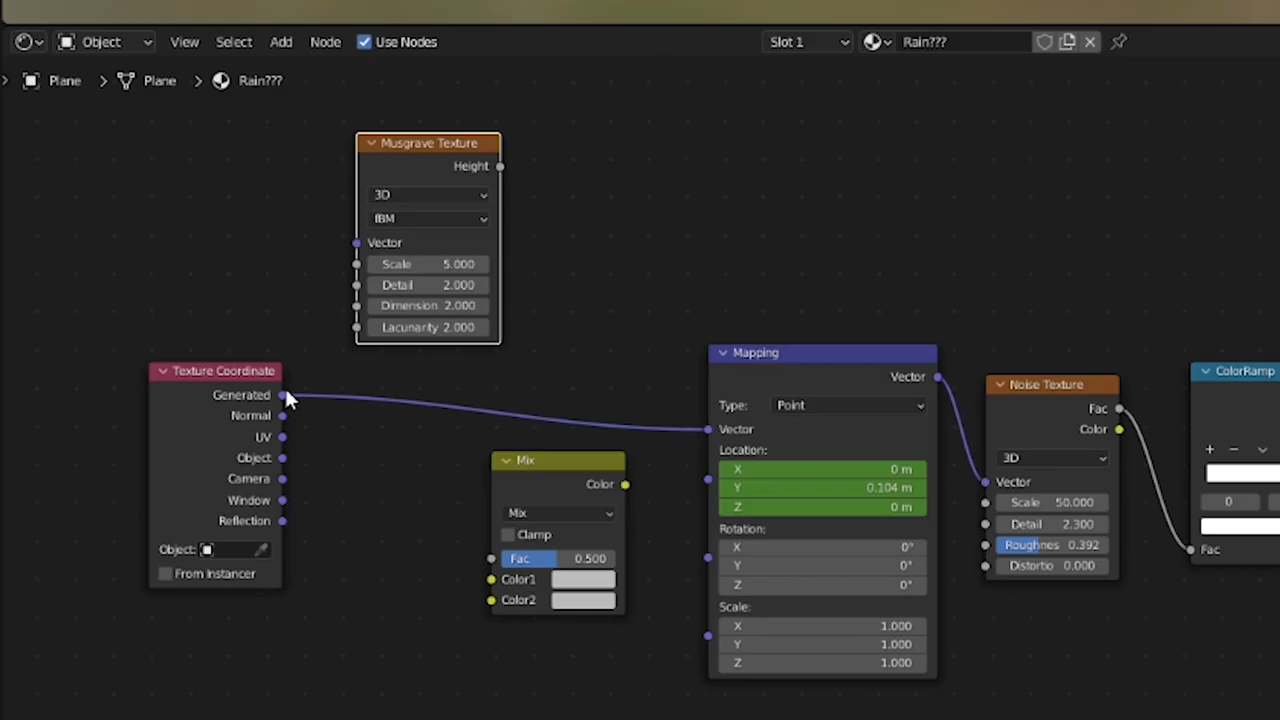 Object View Select Add Node Use Nodes Slot 1 Rain???
Plane Plane Rain???
Musgrave Texture
Height
3D
fBM
Vector
Scale 5.000
Detail 2.000
Dimension 2.000
Lacunarity 2.000
Texture Coordinate
Generated
Normal
UV
Object
Camera
Window
Reflection
Object:
From Instancer
Mix
Color
Mix
Clamp
Fac 0.500
Color1
Color2
Mapping
Vector
Type: Point
Vector
Location:
X 0 m
Y 0.104 m
Z 0 m
Rotation:
X 0°
Y 0°
Z 0°
Scale:
X 1.000
Y 1.000
Z 1.000
Noise Texture
Fac
Color
3D
Vector
Scale 50.000
Detail 2.300
Roughnes 0.392
Distortio 0.000
ColorRamp
+ −
0
Fac